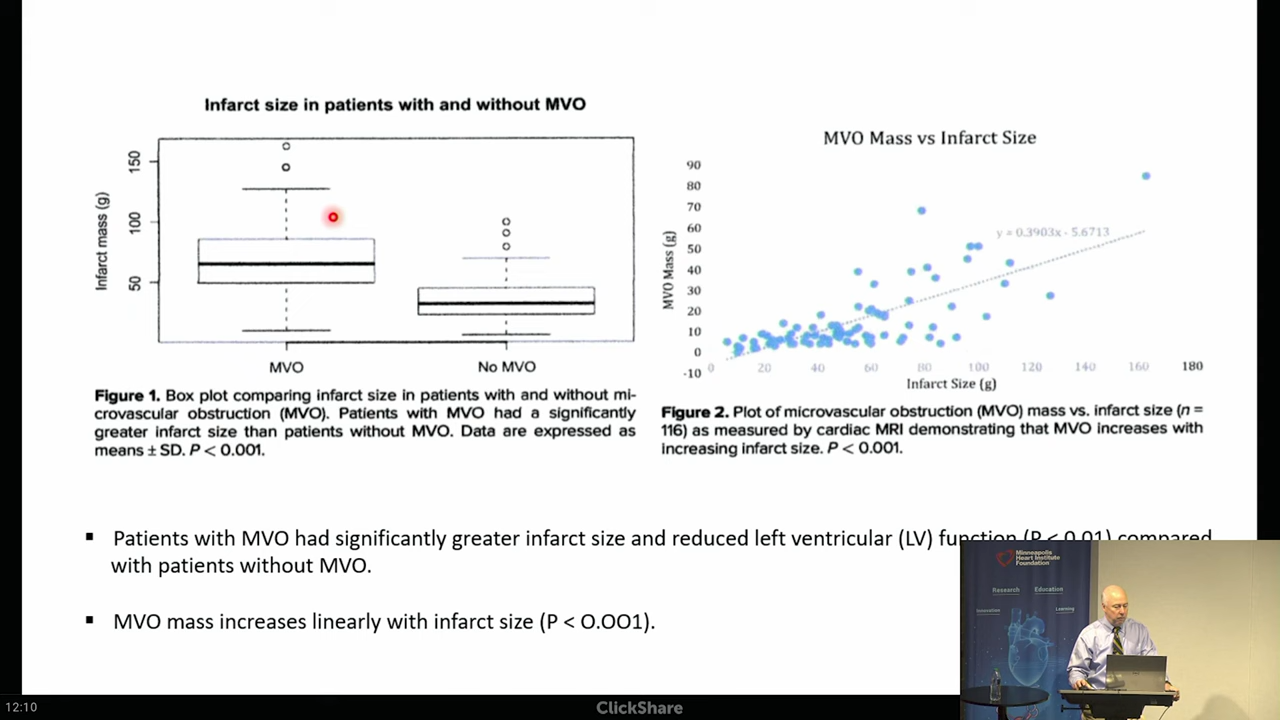 Infarct size in patients with and without MVO
Infarct mass (g)
150
100
50
MVO
No MVO
Figure 1. Box plot comparing infarct size in patients with and without mi-
crovascular obstruction (MVO). Patients with MVO had a significantly
greater infarct size than patients without MVO. Data are expressed as
means ± SD. P < 0.001.
MVO Mass vs Infarct Size
MVO Mass (g)
90
80
70
60
50
40
30
20
10
0
-10
y = 0.3903x - 5.6713
0 20 40 60 80 100 120 140 160 180
Infarct Size (g)
Figure 2. Plot of microvascular obstruction (MVO) mass vs. infarct size (n =
116) as measured by cardiac MRI demonstrating that MVO increases with
increasing infarct size. P < 0.001.
▪ Patients with MVO had significantly greater infarct size and reduced left ventricular (LV) function (P < 0.01) compared
with patients without MVO.
▪ MVO mass increases linearly with infarct size (P < O.OO1).
Minneapolis
Heart Institute
Foundation
Research Education
Innovation Learning
12:10
ClickShare